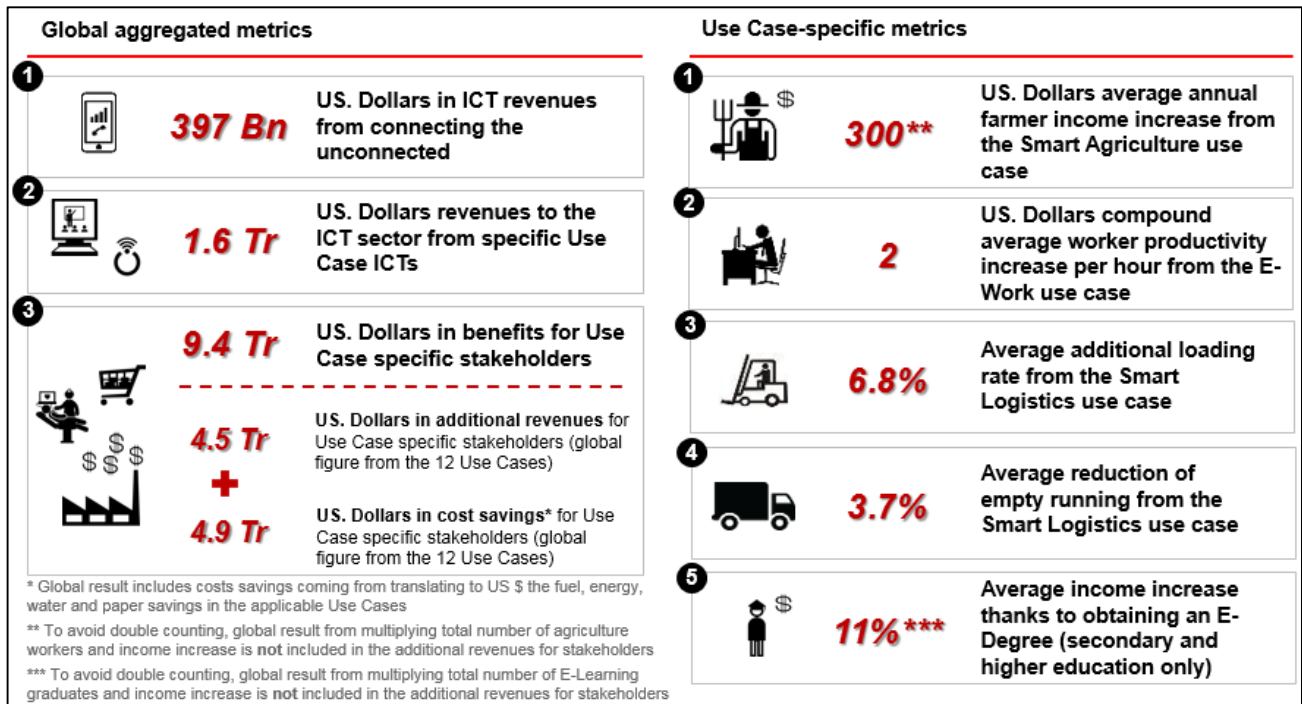 Global aggregated metrics
1
397 Bn
US. Dollars in ICT revenues
from connecting the
unconnected
2
1.6 Tr
US. Dollars revenues to the
ICT sector from specific Use
Case ICTs
3
9.4 Tr
US. Dollars in benefits for Use
Case specific stakeholders
4.5 Tr
US. Dollars in additional revenues for
Use Case specific stakeholders (global
figure from the 12 Use Cases)
+
4.9 Tr
US. Dollars in cost savings* for Use
Case specific stakeholders (global
figure from the 12 Use Cases)
* Global result includes costs savings coming from translating to US $ the fuel, energy,
water and paper savings in the applicable Use Cases
** To avoid double counting, global result from multiplying total number of agriculture
workers and income increase is not included in the additional revenues for stakeholders
*** To avoid double counting, global result from multiplying total number of E-Learning
graduates and income increase is not included in the additional revenues for stakeholders
Use Case-specific metrics
1
$
300**
US. Dollars average annual
farmer income increase from
the Smart Agriculture use
case
2
2
US. Dollars compound
average worker productivity
increase per hour from the E-
Work use case
3
6.8%
Average additional loading
rate from the Smart
Logistics use case
4
3.7%
Average reduction of
empty running from the
Smart Logistics use case
5
$
11%***
Average income increase
thanks to obtaining an E-
Degree (secondary and
higher education only)